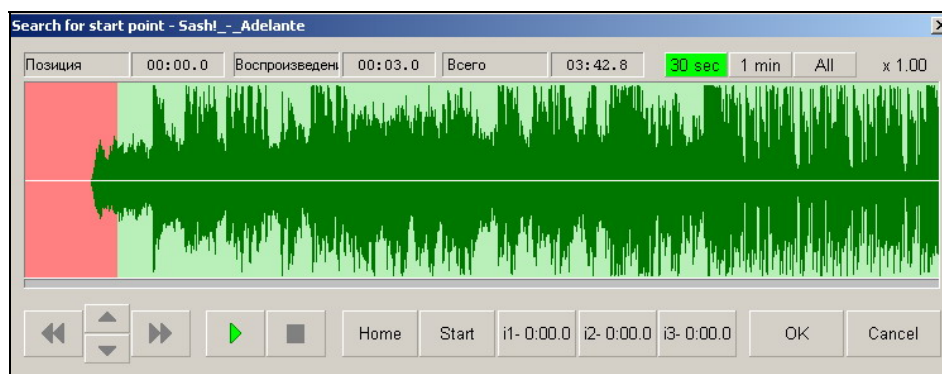 Search for start point - Sash!_-_Adelante
Позиция 00:00.0 Воспроизведени 00:03.0 Всего 03:42.8 30 sec 1 min All x 1.00
Home Start i1- 0:00.0 i2- 0:00.0 i3- 0:00.0 OK Cancel